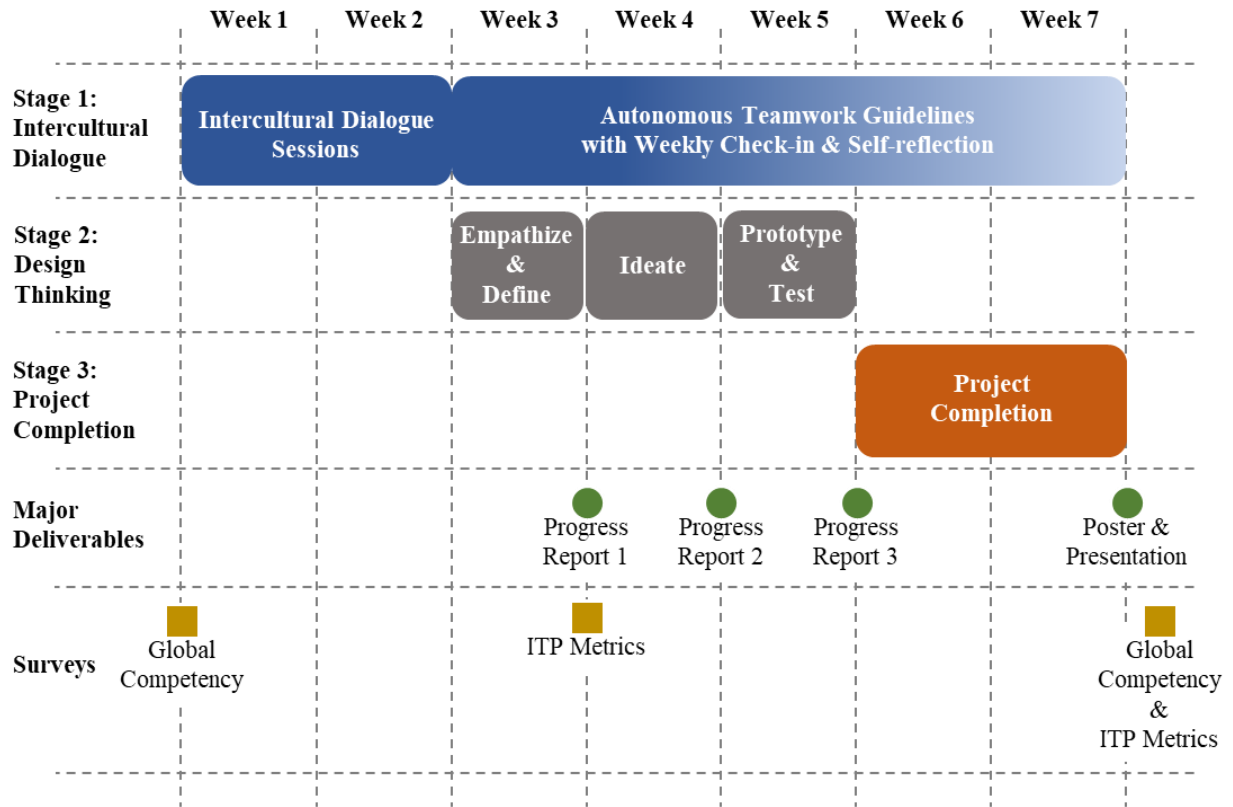 Week 1 Week 2 Week 3 Week 4 Week 5 Week 6 Week 7
Stage 1:
Intercultural
Dialogue
Intercultural Dialogue
Sessions
Autonomous Teamwork Guidelines
with Weekly Check-in & Self-reflection
Stage 2:
Design
Thinking
Empathize
&
Define
Ideate
Prototype
&
Test
Stage 3:
Project
Completion
Project
Completion
Major
Deliverables
Progress
Report 1
Progress
Report 2
Progress
Report 3
Poster &
Presentation
Surveys
Global
Competency
ITP Metrics
Global
Competency
&
ITP Metrics